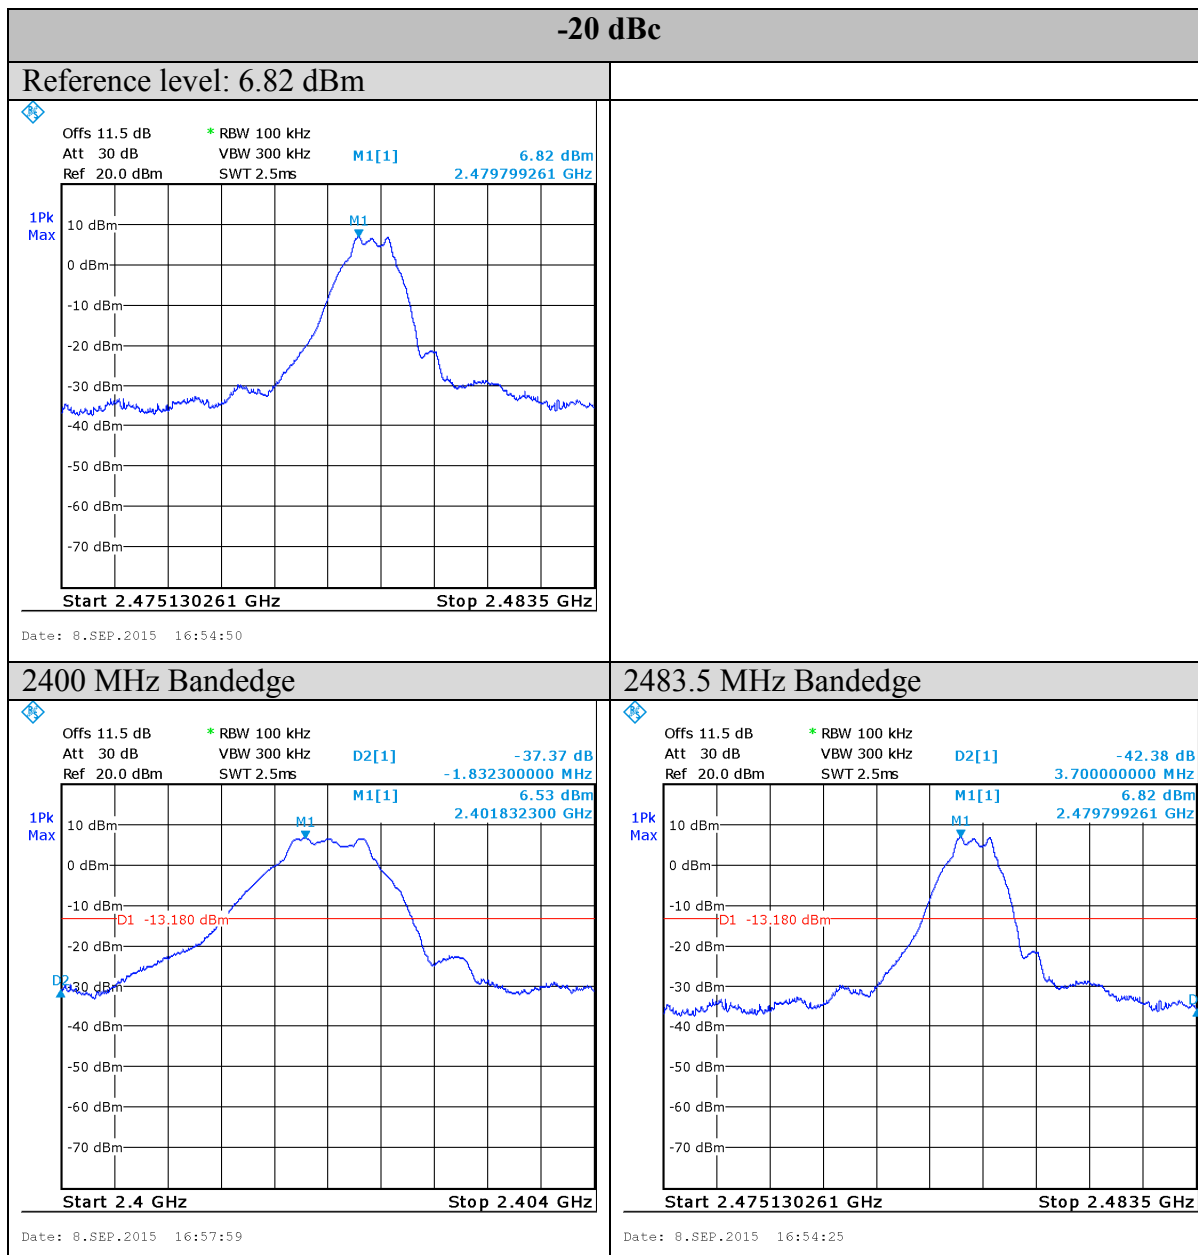 -20 dBc
Reference level: 6.82 dBm
Offs 11.5 dB * RBW 100 kHz
Att 30 dB VBW 300 kHz M1[1] 6.82 dBm
Ref 20.0 dBm SWT 2.5ms 2.479799261 GHz
1Pk
Max
M1
10 dBm
0 dBm
-10 dBm
-20 dBm
-30 dBm
-40 dBm
-50 dBm
-60 dBm
-70 dBm
Start 2.475130261 GHz Stop 2.4835 GHz
Date: 8.SEP.2015 16:54:50
2400 MHz Bandedge
Offs 11.5 dB * RBW 100 kHz
Att 30 dB VBW 300 kHz D2[1] -37.37 dB
Ref 20.0 dBm SWT 2.5ms -1.832300000 MHz
M1[1] 6.53 dBm
2.401832300 GHz
1Pk
Max
M1
10 dBm
0 dBm
-10 dBm
D1 -13.180 dBm
-20 dBm
D2
-30 dBm
-40 dBm
-50 dBm
-60 dBm
-70 dBm
Start 2.4 GHz Stop 2.404 GHz
Date: 8.SEP.2015 16:57:59
2483.5 MHz Bandedge
Offs 11.5 dB * RBW 100 kHz
Att 30 dB VBW 300 kHz D2[1] -42.38 dB
Ref 20.0 dBm SWT 2.5ms 3.700000000 MHz
M1[1] 6.82 dBm
2.479799261 GHz
1Pk
Max
M1
10 dBm
0 dBm
-10 dBm
D1 -13.180 dBm
-20 dBm
-30 dBm
-40 dBm
-50 dBm
-60 dBm
-70 dBm
Start 2.475130261 GHz Stop 2.4835 GHz
Date: 8.SEP.2015 16:54:25